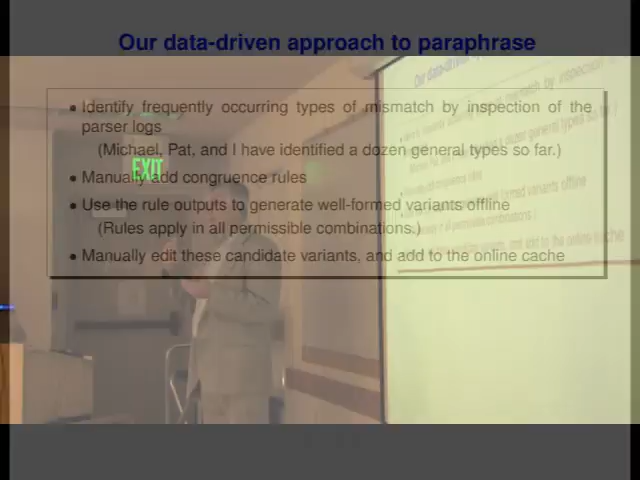 Our data-driven approach to paraphrase
• Identify frequently occurring types of mismatch by inspection of the
parser logs
(Michael, Pat, and I have identified a dozen general types so far.)
• Manually add congruence rules
• Use the rule outputs to generate well-formed variants offline
(Rules apply in all permissible combinations.)
• Manually edit these candidate variants, and add to the online cache
EXIT